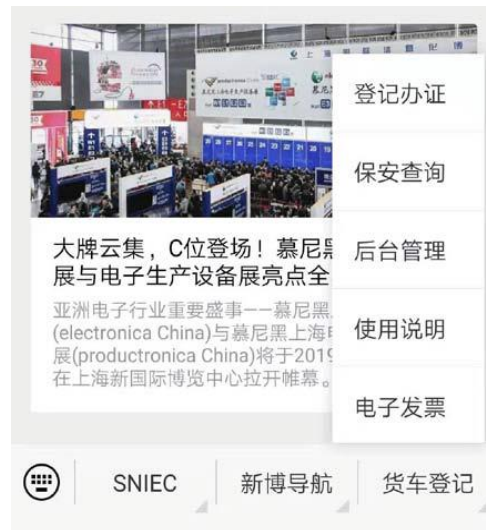 大牌云集，C位登场！慕尼黑
展与电子生产设备展亮点全
亚洲电子行业重要盛事——慕尼黑
(electronica China)与慕尼黑上海电
展(productronica China)将于2019
在上海新国际博览中心拉开帷幕。
登记办证
保安查询
后台管理
使用说明
电子发票
SNIEC
新博导航
货车登记